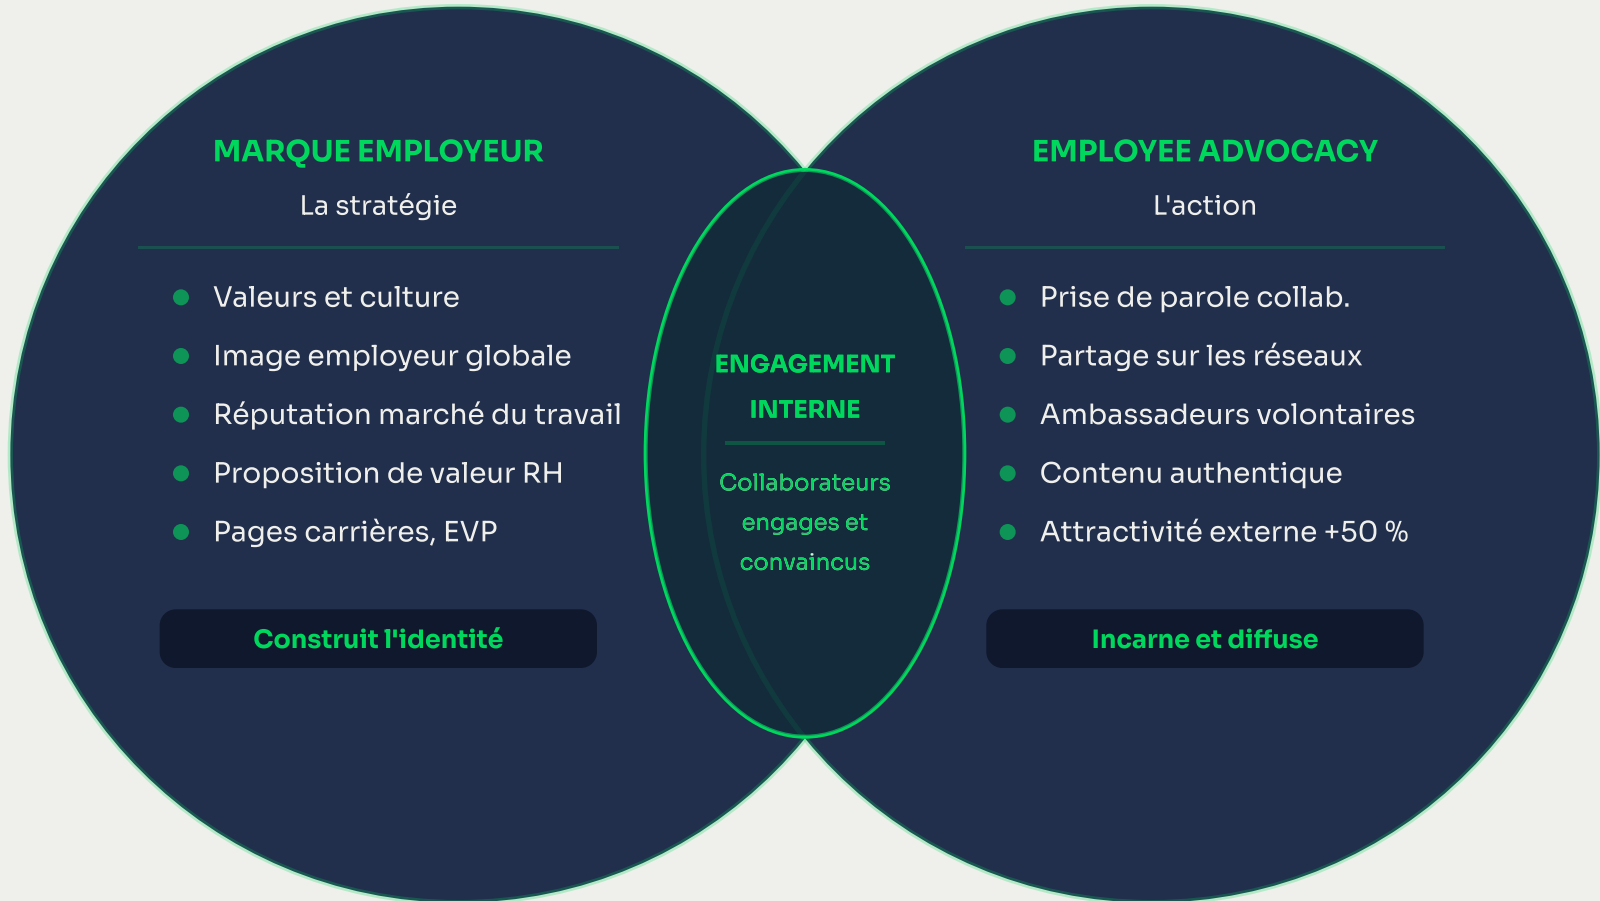 MARQUE EMPLOYEUR
La stratégie
Valeurs et culture
Image employeur globale
Réputation marché du travail
Proposition de valeur RH
Pages carrières, EVP
Construit l'identité
ENGAGEMENT
INTERNE
Collaborateurs
engages et
convaincus
EMPLOYEE ADVOCACY
L'action
Prise de parole collab.
Partage sur les réseaux
Ambassadeurs volontaires
Contenu authentique
Attractivité externe +50 %
Incarne et diffuse